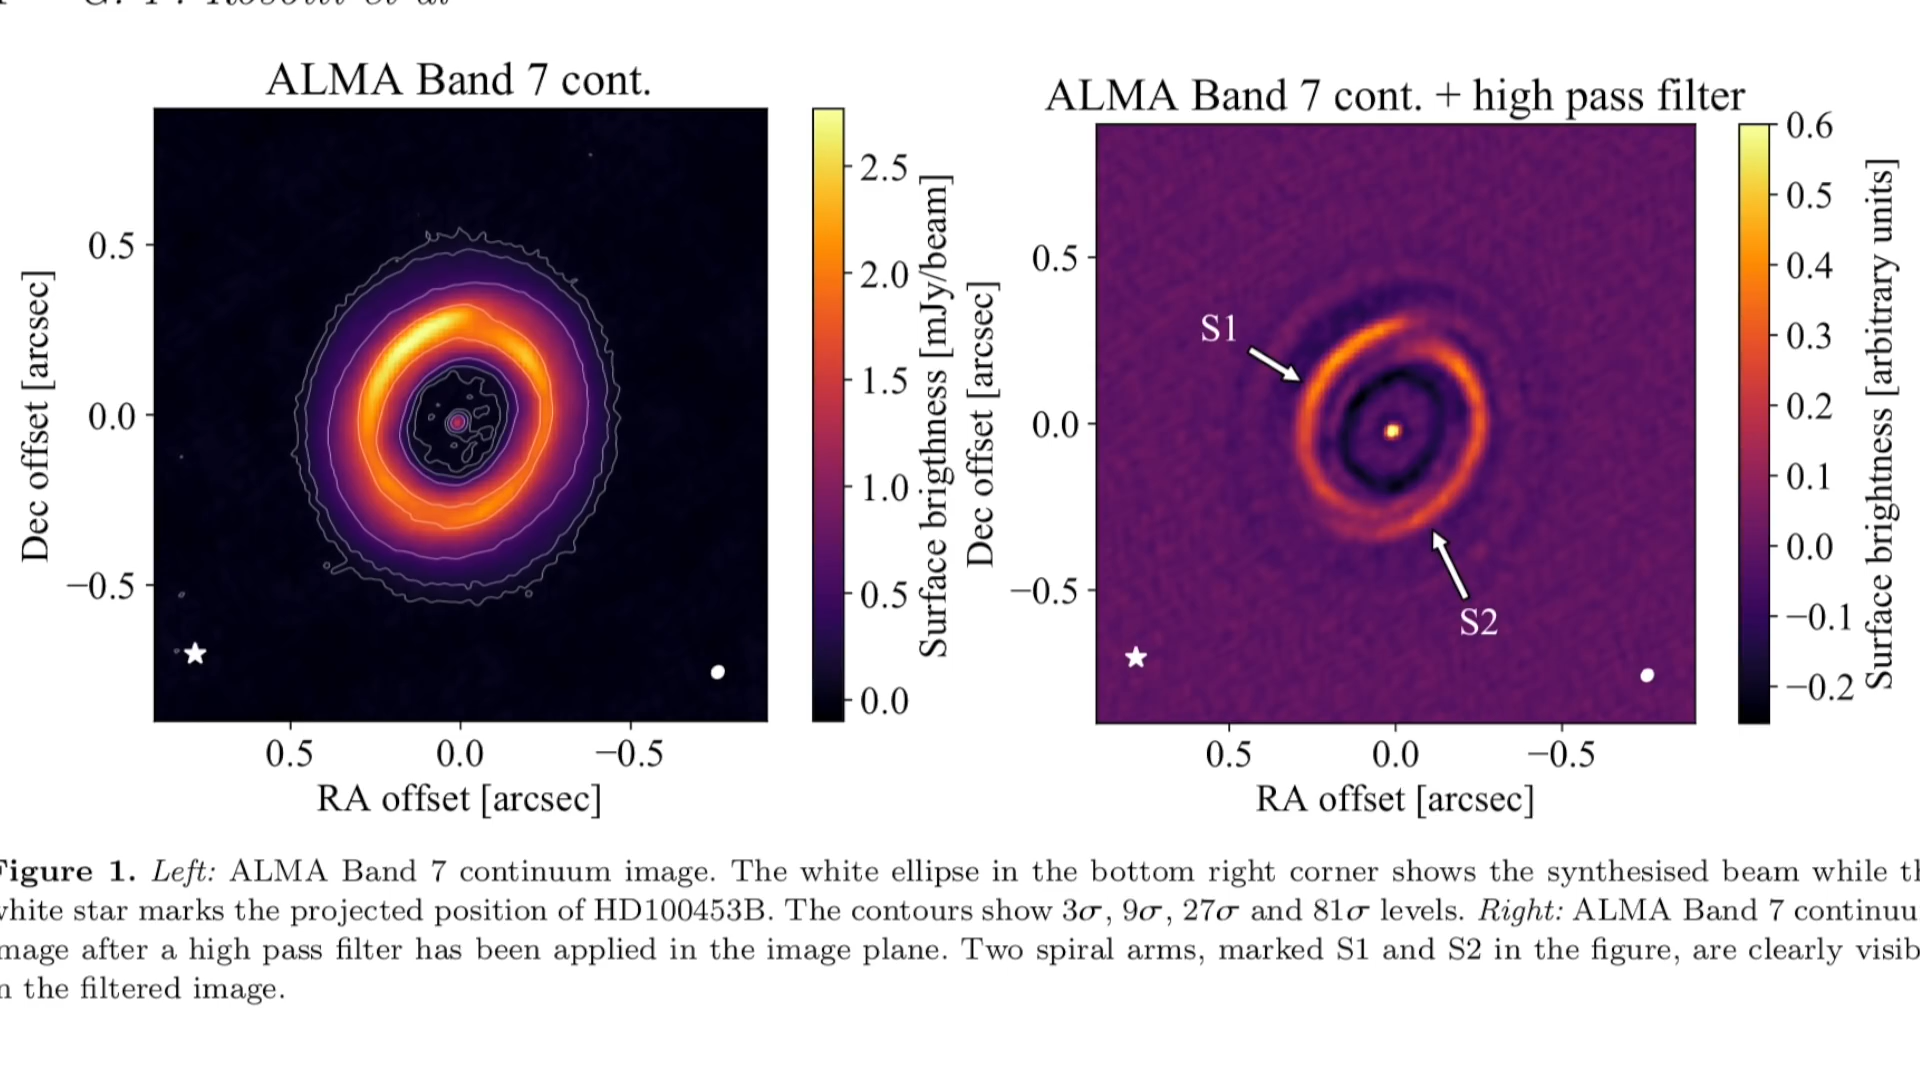 ALMA Band 7 cont.
Dec offset [arcsec]
0.5
0.0
−0.5
0.5 0.0 −0.5
RA offset [arcsec]
2.5
2.0
1.5
1.0
0.5
0.0
Surface brigthness [mJy/beam]
ALMA Band 7 cont. + high pass filter
Dec offset [arcsec]
0.5
0.0
−0.5
S1
S2
0.5 0.0 −0.5
RA offset [arcsec]
0.6
0.5
0.4
0.3
0.2
0.1
0.0
−0.1
−0.2
Surface brightness [arbitrary units]
Figure 1. Left: ALMA Band 7 continuum image. The white ellipse in the bottom right corner shows the synthesised beam while th
white star marks the projected position of HD100453B. The contours show 3σ, 9σ, 27σ and 81σ levels. Right: ALMA Band 7 continuu
mage after a high pass filter has been applied in the image plane. Two spiral arms, marked S1 and S2 in the figure, are clearly visib
n the filtered image.